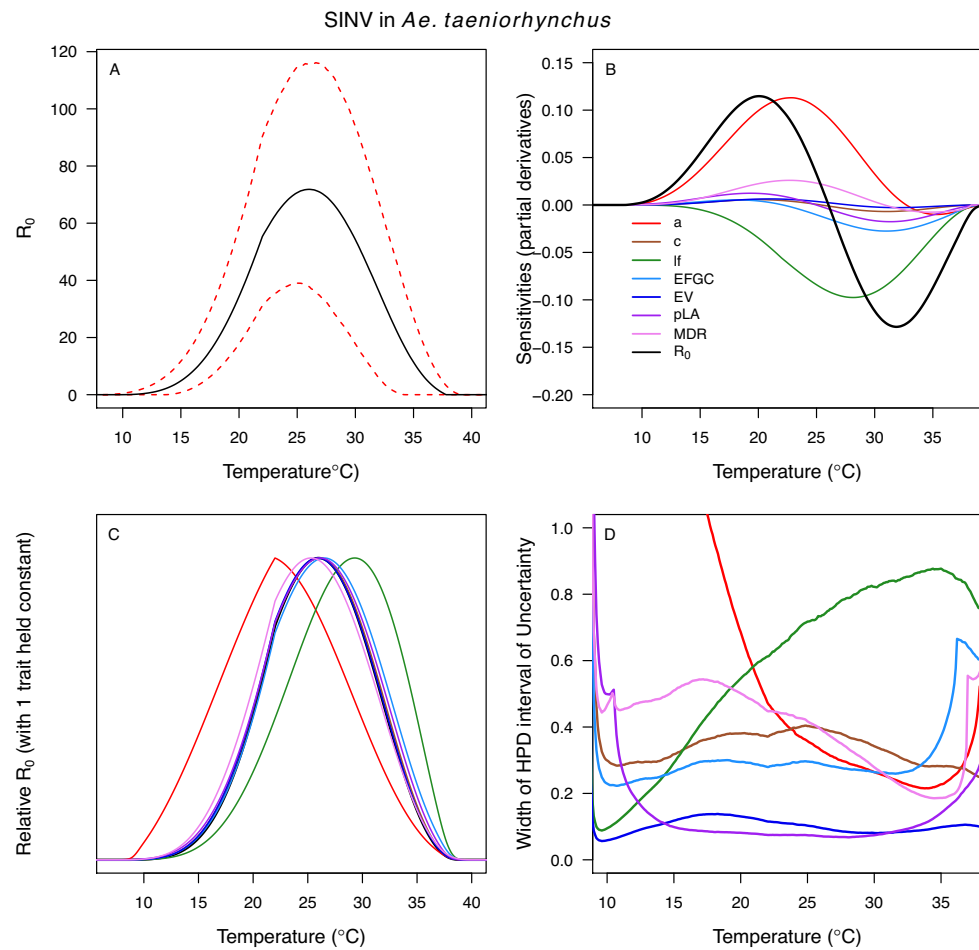 SINV in Ae. taeniorhynchus
A
R0
120
100
80
60
40
20
0
10 15 20 25 30 35 40
Temperature°C)
B
Sensitivities (partial derivatives)
0.15
0.10
0.05
0.00
−0.05
−0.10
−0.15
−0.20
a
c
lf
EFGC
EV
pLA
MDR
R0
10 15 20 25 30 35
Temperature (°C)
C
Relative R0 (with 1 trait held constant)
10 15 20 25 30 35 40
Temperature (°C)
D
Width of HPD interval of Uncertainty
1.0
0.8
0.6
0.4
0.2
0.0
10 15 20 25 30 35
Temperature (°C)